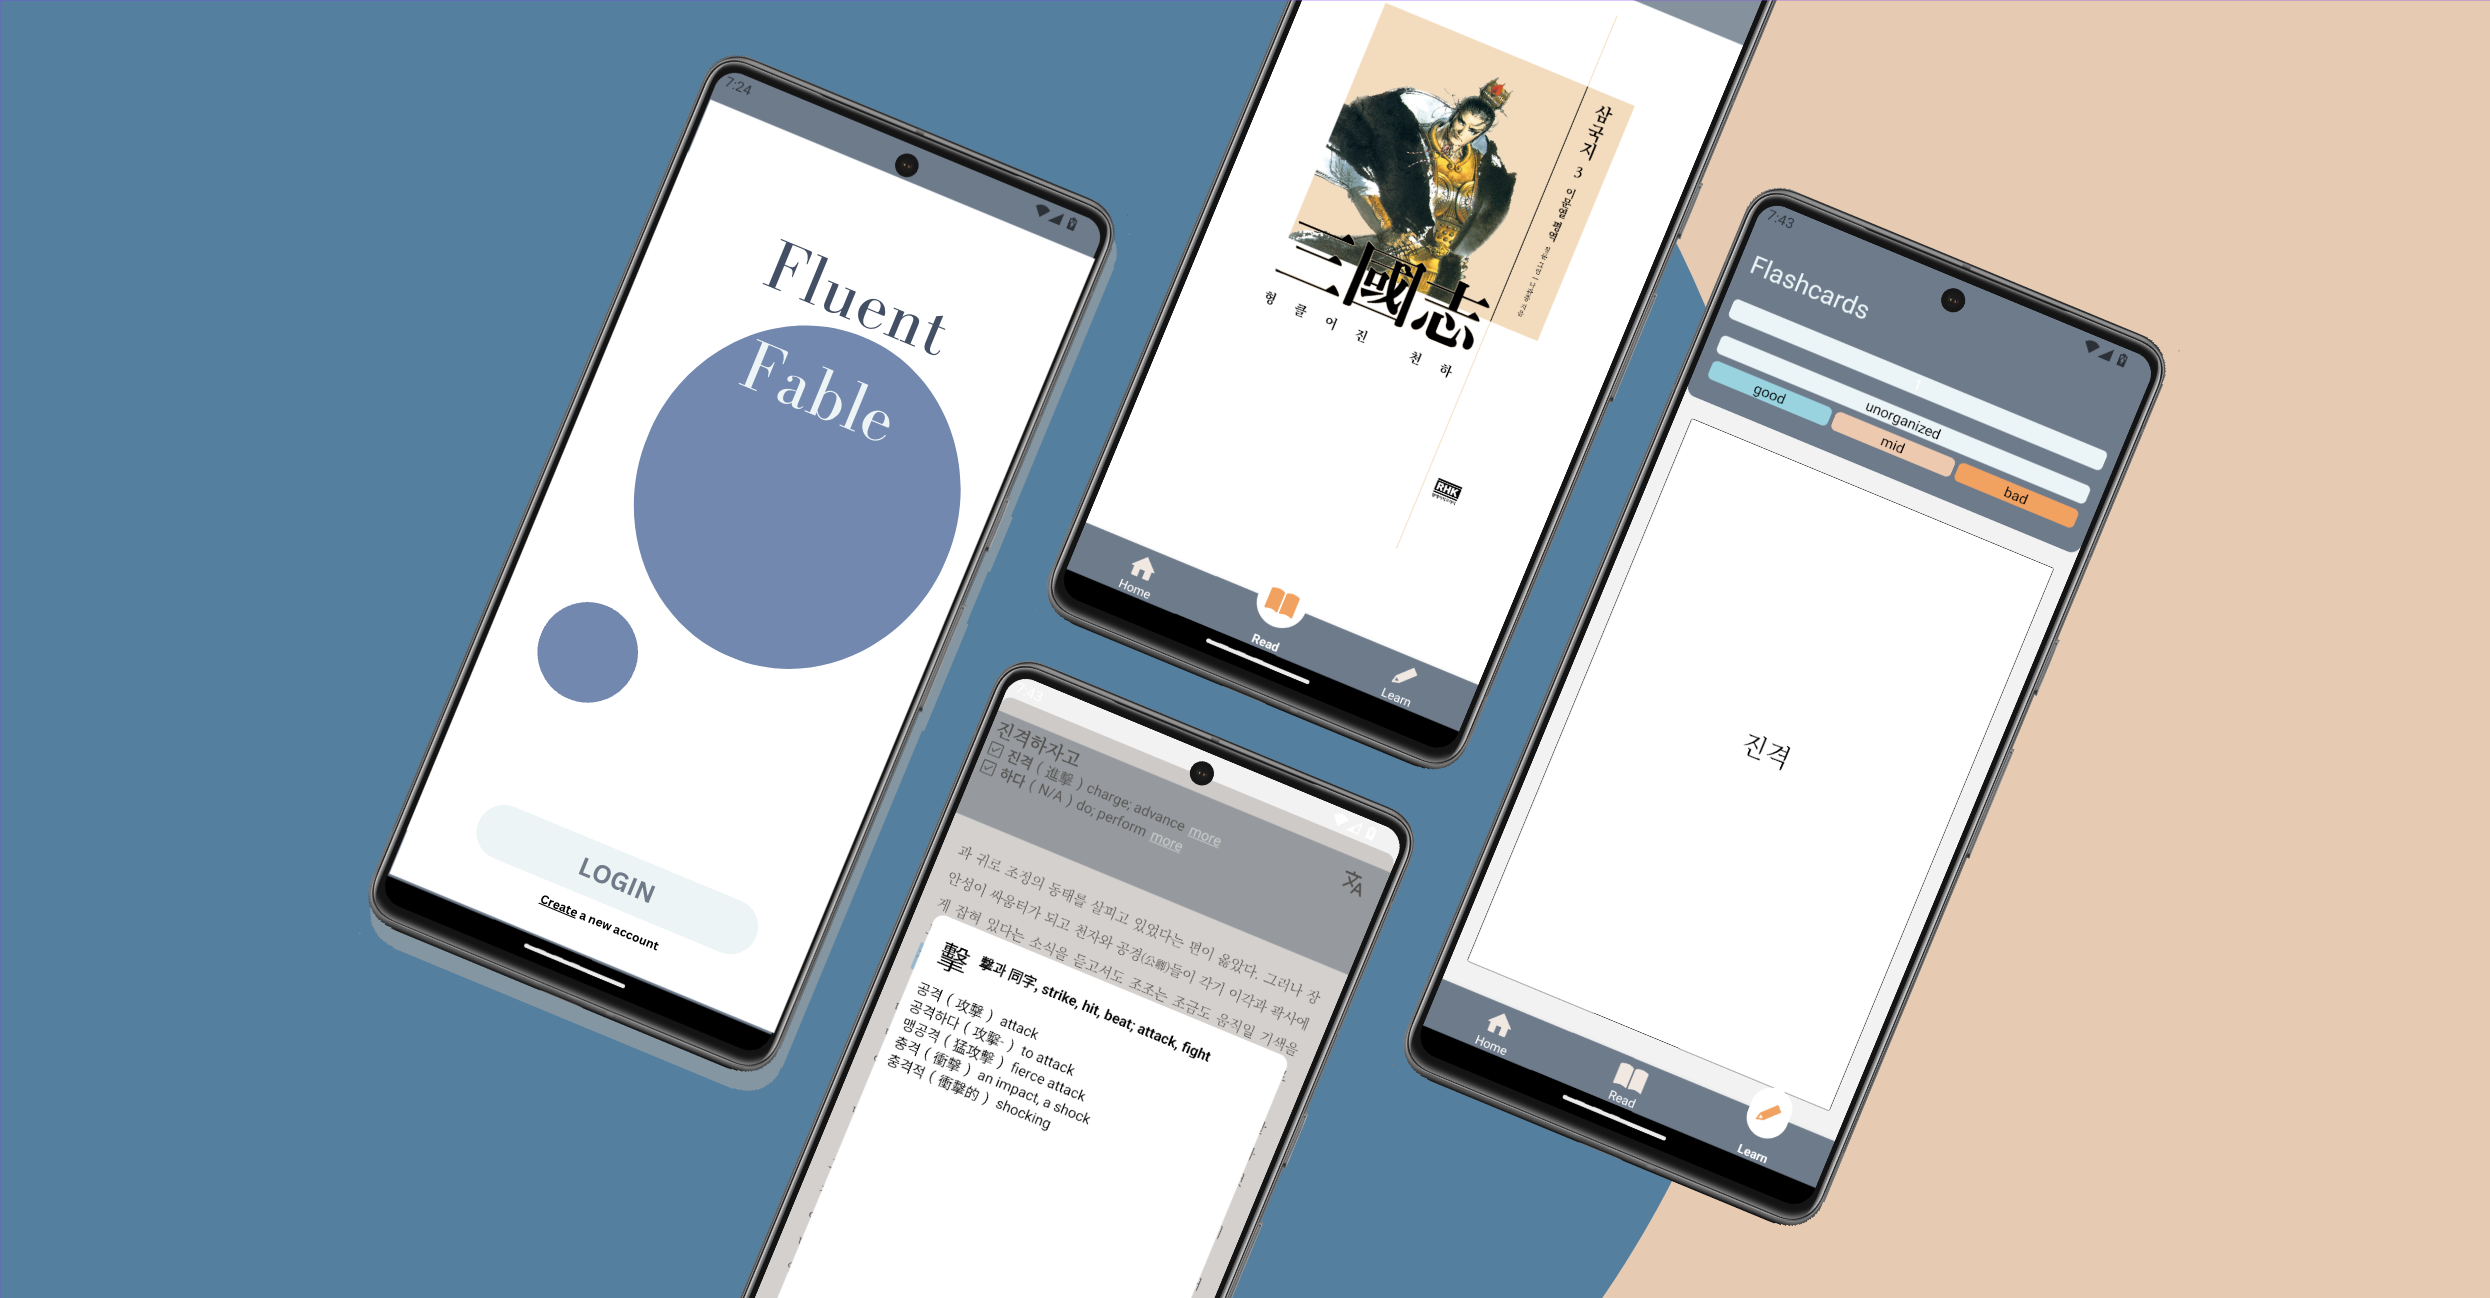 7:24
Fluent
Fable
LOGIN
Create a new account
삼국지 3
이문열 평역
三國志
헝클어진 천하
RHK
Home
Read
Learn
7:43
진격하자고
진격 ( 進擊 ) charge; advance more
하다 ( N/A ) do; perform more
과 귀로 조정의 동태를 살피고 있었다는 편이 옳았다. 그러나 장
안성이 싸움터가 되고 천자와 공경(公卿)들이 각기 이각과 곽사에
게 잡혀 있다는 소식을 듣고서도 조조는 조금도 움직일 기색을
擊 擊과 同字, strike, hit, beat; attack, fight
공격 ( 攻擊 ) attack
공격하다 ( 攻擊- ) to attack
맹공격 ( 猛攻擊 ) fierce attack
충격 ( 衝擊 ) an impact, a shock
충격적 ( 衝擊的 ) shocking
7:43
Flashcards
unorganized
good
mid
bad
진격
Home
Read
Learn